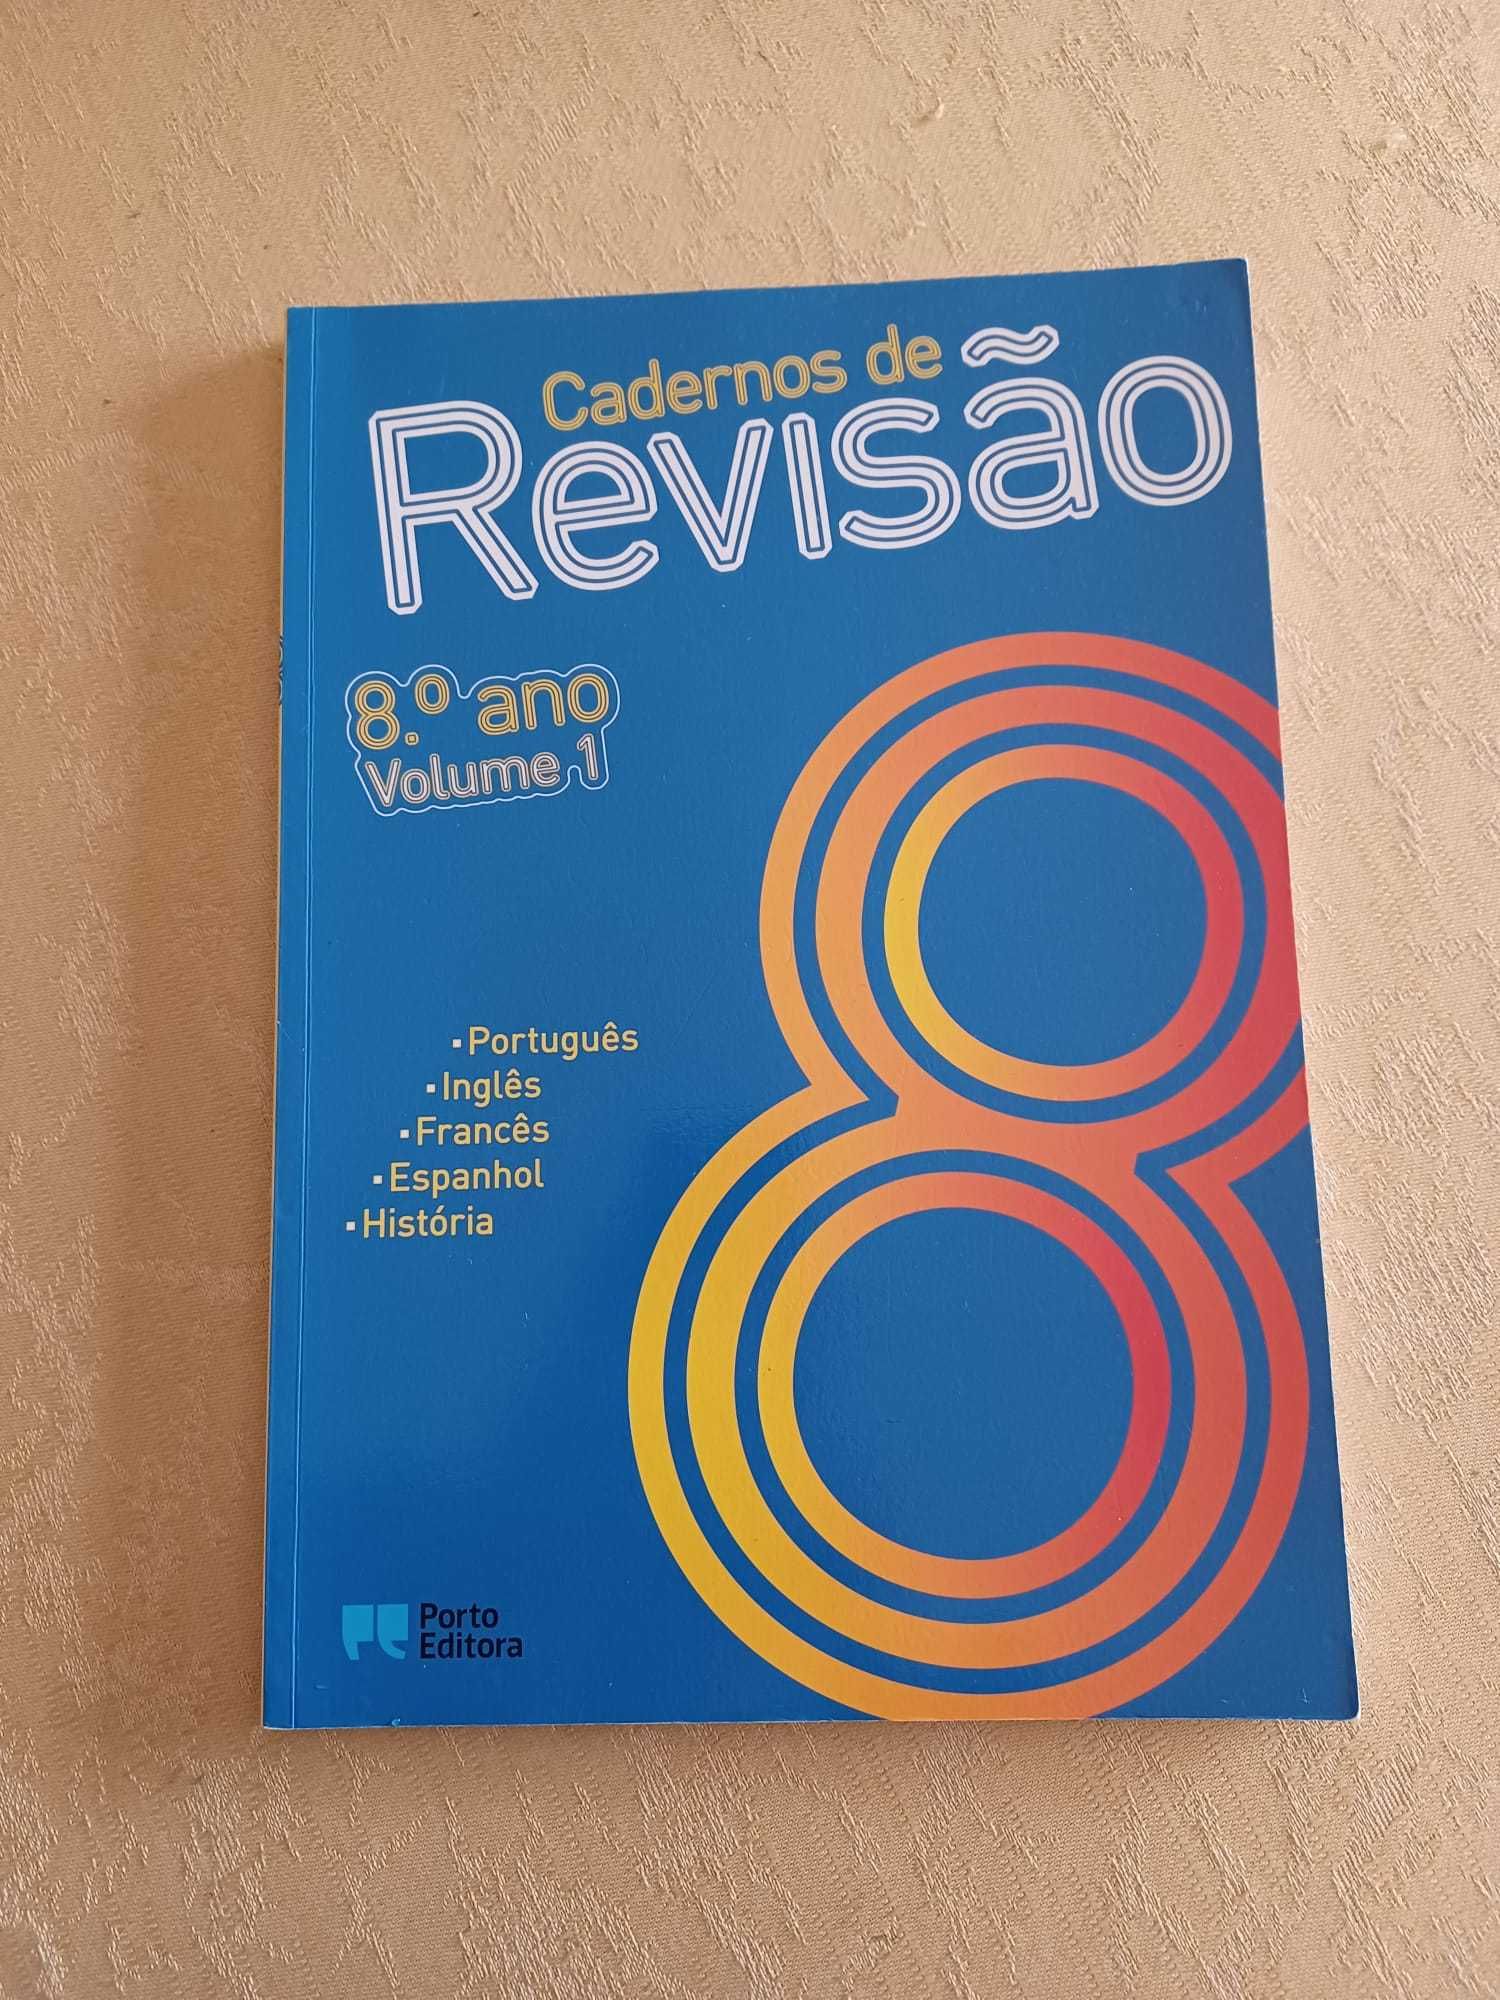 Cadernos de
Revisão
8.º ano
Volume 1
▪ Português
▪ Inglês
▪ Francês
▪ Espanhol
▪ História
8
Porto
Editora